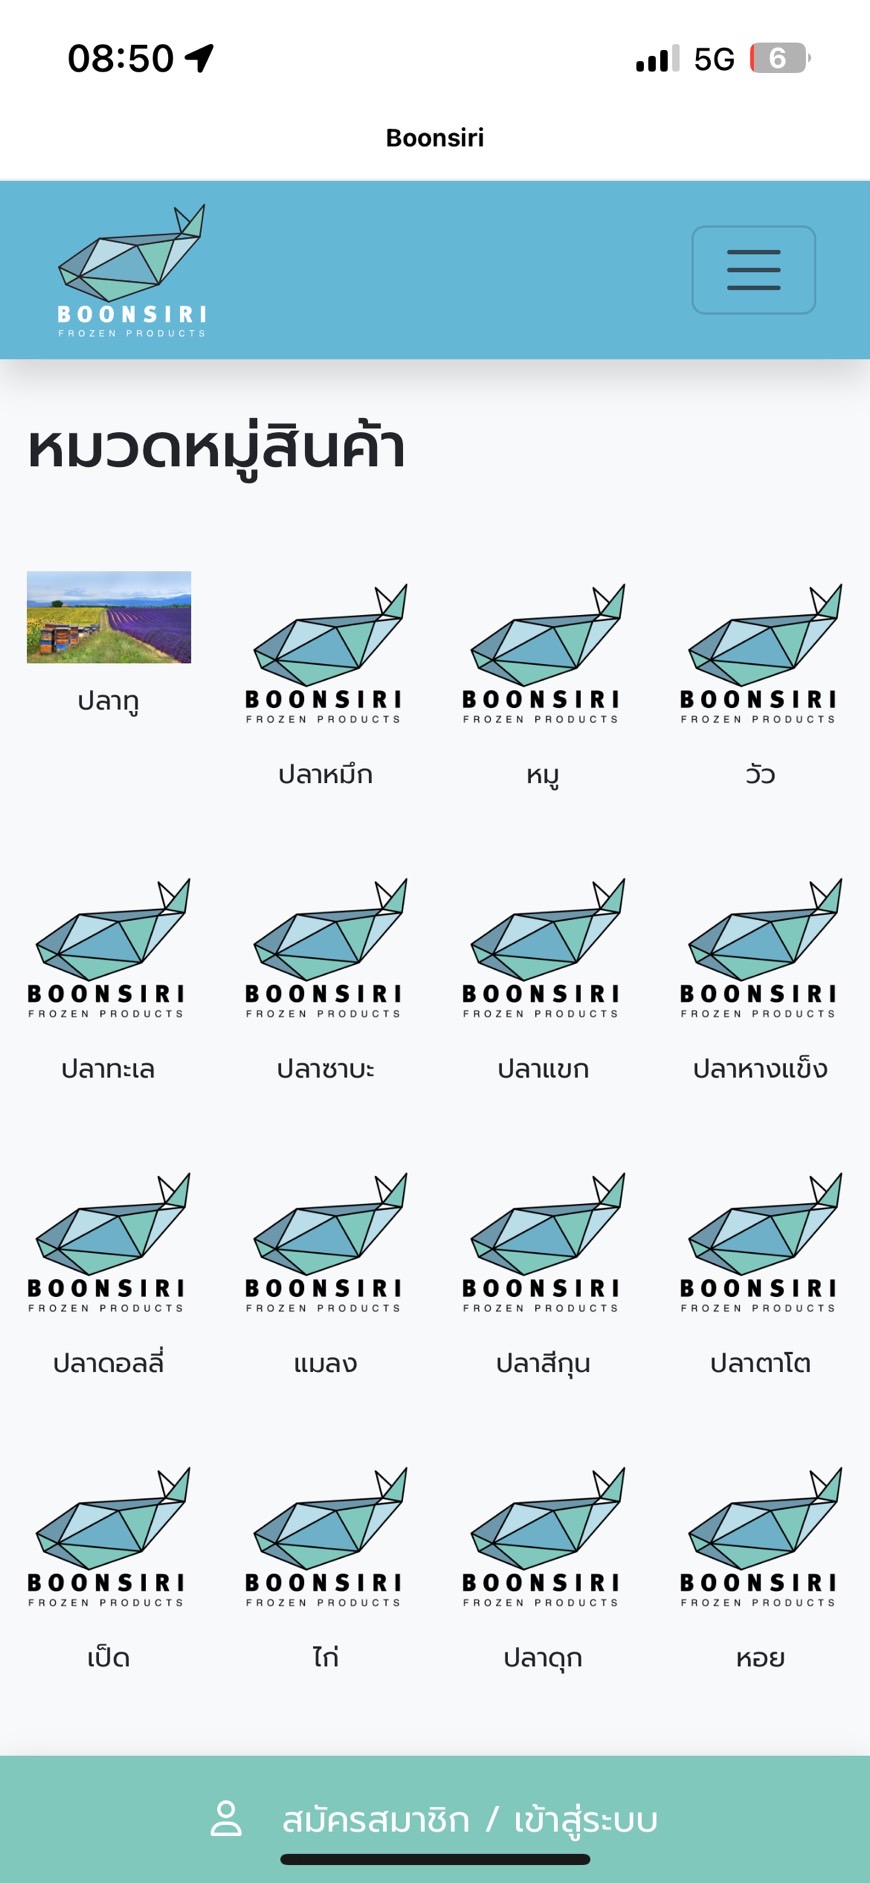 08:50 5G 6
Boonsiri
BOONSIRI
FROZEN PRODUCTS
หมวดหมู่สินค้า
BOONSIRI BOONSIRI BOONSIRI
FROZEN PRODUCTS FROZEN PRODUCTS FROZEN PRODUCTS
ปลาทู ปลาหมึก หมู วัว
BOONSIRI BOONSIRI BOONSIRI BOONSIRI
FROZEN PRODUCTS FROZEN PRODUCTS FROZEN PRODUCTS FROZEN PRODUCTS
ปลาทะเล ปลาซาบะ ปลาแขก ปลาหางแข็ง
BOONSIRI BOONSIRI BOONSIRI BOONSIRI
FROZEN PRODUCTS FROZEN PRODUCTS FROZEN PRODUCTS FROZEN PRODUCTS
ปลาดอลลี่ แมลง ปลาสีกุน ปลาตาโต
BOONSIRI BOONSIRI BOONSIRI BOONSIRI
FROZEN PRODUCTS FROZEN PRODUCTS FROZEN PRODUCTS FROZEN PRODUCTS
เป็ด ไก่ ปลาดุก หอย
สมัครสมาชิก / เข้าสู่ระบบ